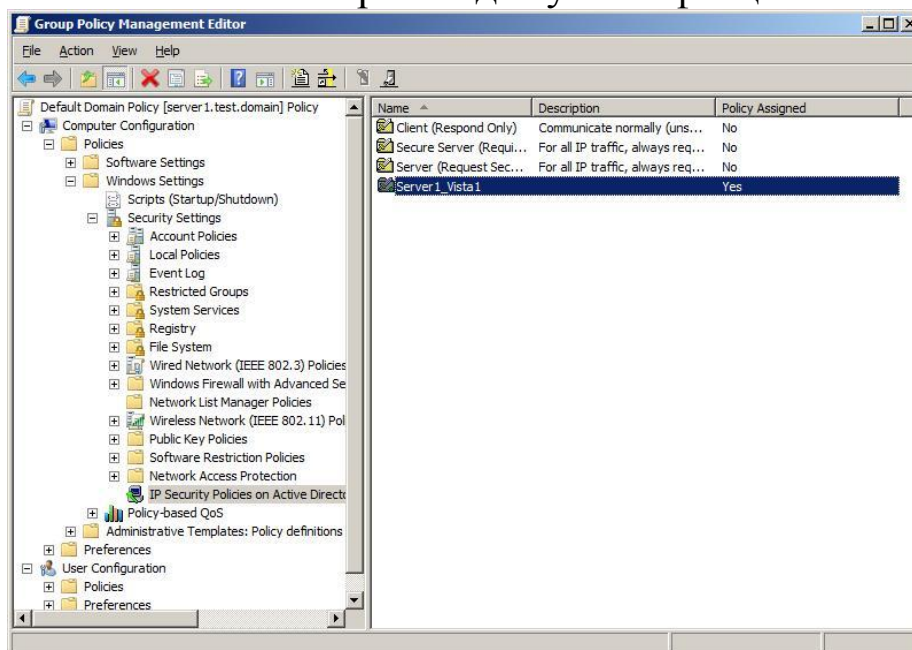 Group Policy Management Editor
File Action View Help
Default Domain Policy [server1.test.domain] Policy
Computer Configuration
Policies
Software Settings
Windows Settings
Scripts (Startup/Shutdown)
Security Settings
Account Policies
Local Policies
Event Log
Restricted Groups
System Services
Registry
File System
Wired Network (IEEE 802.3) Policies
Windows Firewall with Advanced Se
Network List Manager Policies
Wireless Network (IEEE 802.11) Pol
Public Key Policies
Software Restriction Policies
Network Access Protection
IP Security Policies on Active Directo
Policy-based QoS
Administrative Templates: Policy definitions
Preferences
User Configuration
Policies
Preferences
Name Description Policy Assigned
Client (Respond Only) Communicate normally (uns... No
Secure Server (Requi... For all IP traffic, always req... No
Server (Request Sec... For all IP traffic, always req... No
Server1_Vista1 Yes